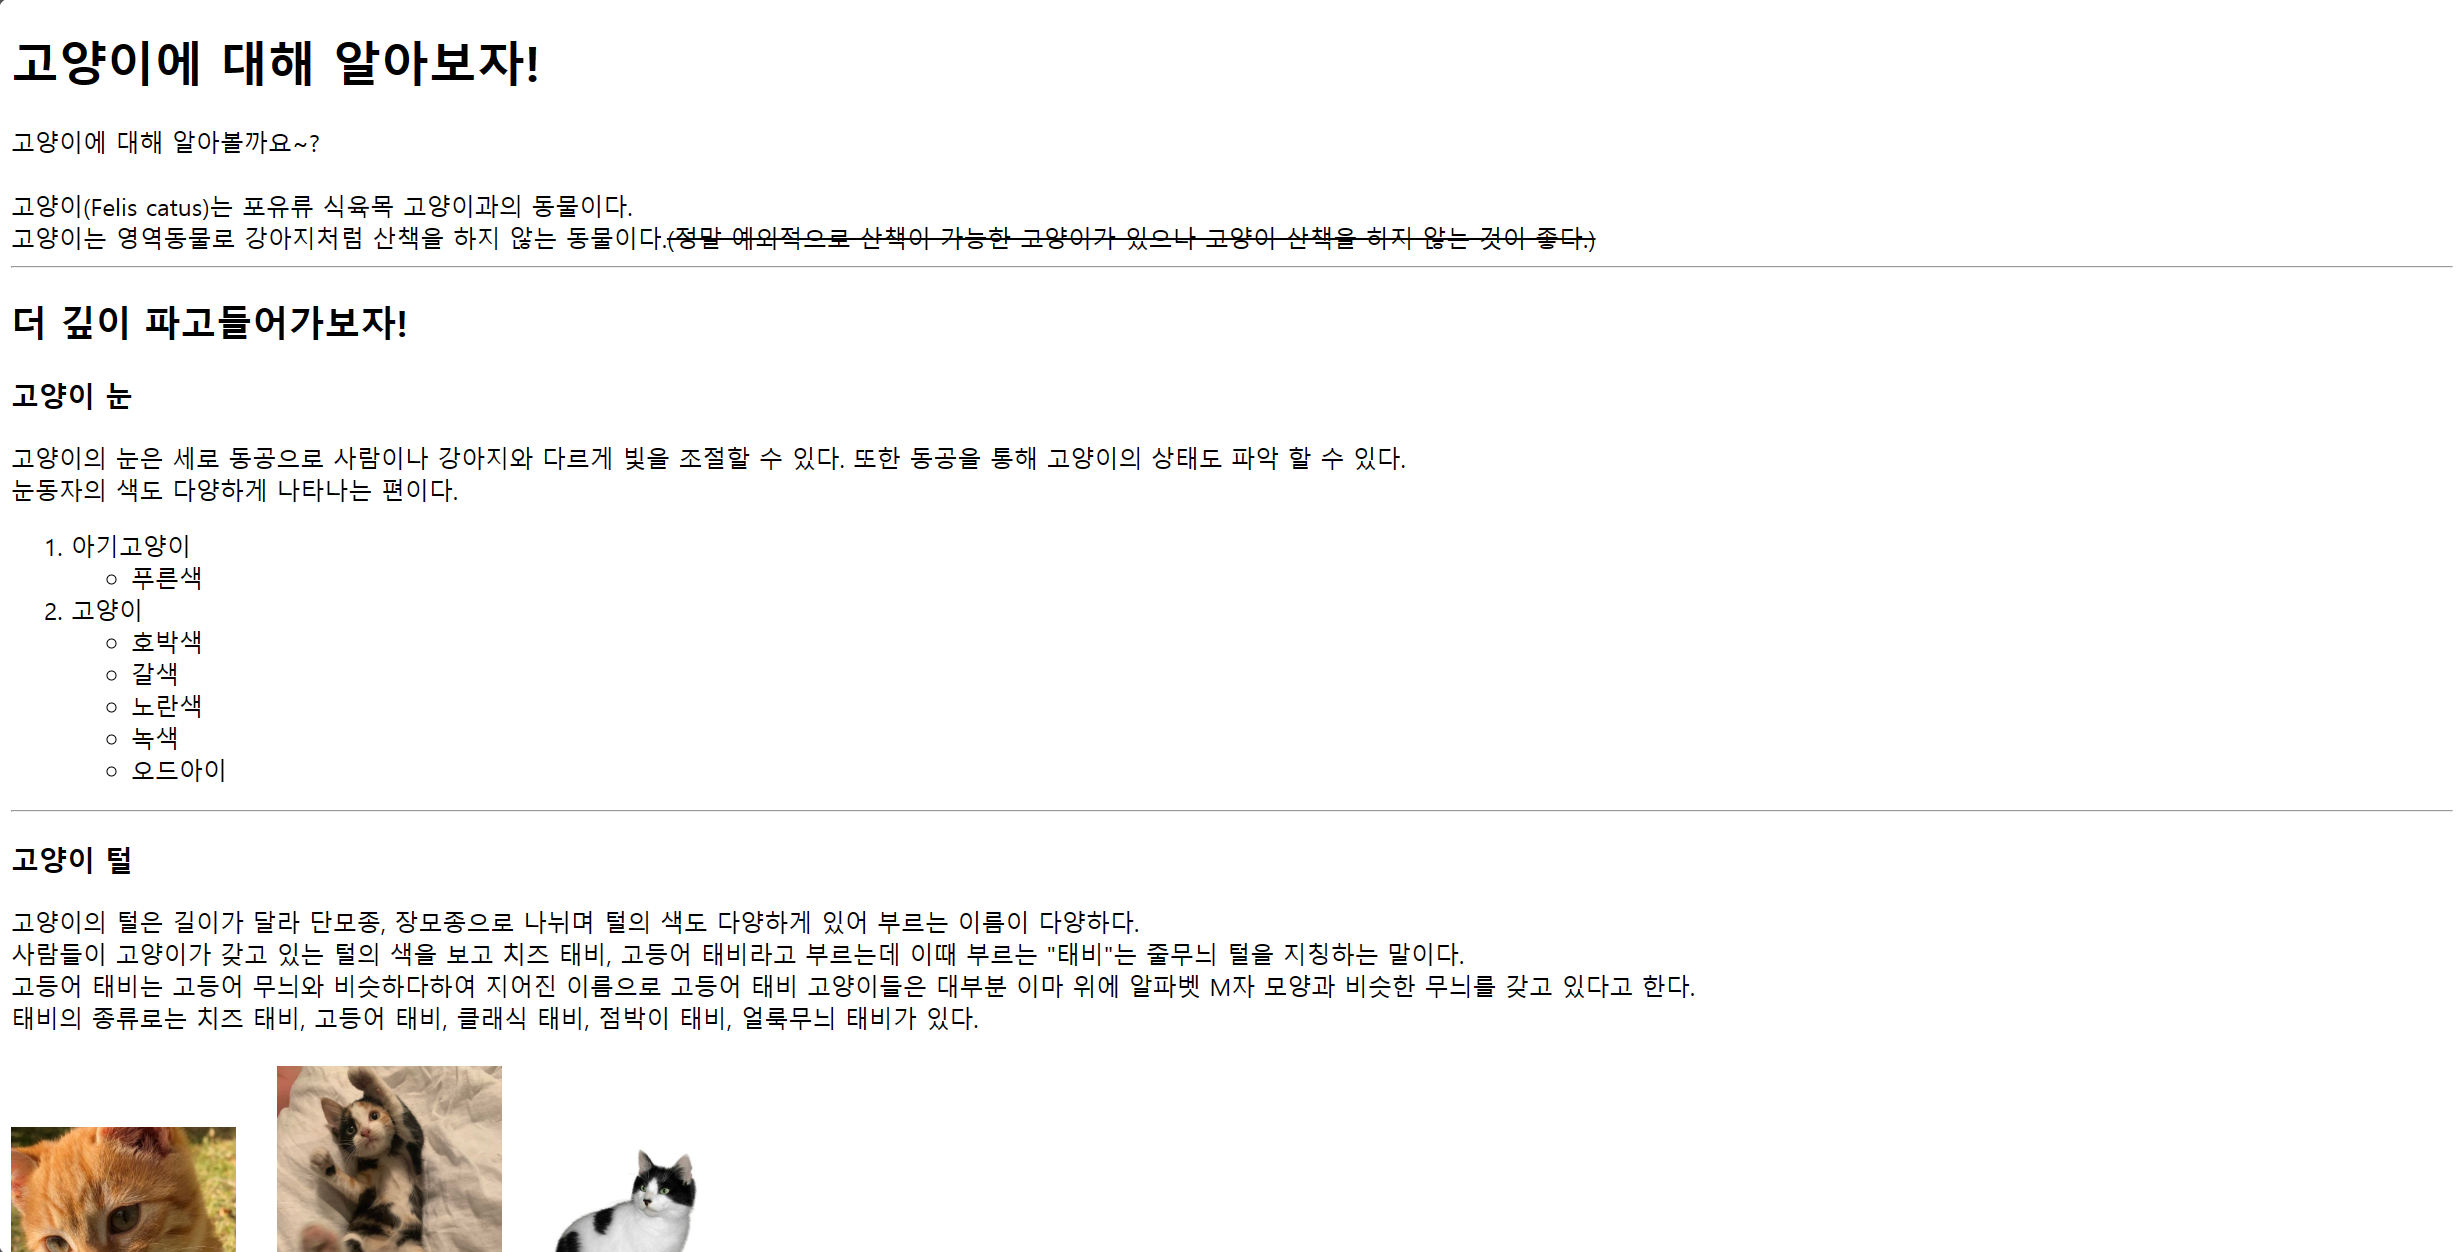 고양이에 대해 알아보자!
고양이에 대해 알아볼까요~?
고양이(Felis catus)는 포유류 식육목 고양이과의 동물이다.
고양이는 영역동물로 강아지처럼 산책을 하지 않는 동물이다.(정말 예외적으로 산책이 가능한 고양이가 있으나 고양이 산책을 하지 않는 것이 좋다.)
더 깊이 파고들어가보자!
고양이 눈
고양이의 눈은 세로 동공으로 사람이나 강아지와 다르게 빛을 조절할 수 있다. 또한 동공을 통해 고양이의 상태도 파악 할 수 있다.
눈동자의 색도 다양하게 나타나는 편이다.
1. 아기고양이
푸른색
2. 고양이
호박색
갈색
노란색
녹색
오드아이
고양이 털
고양이의 털은 길이가 달라 단모종, 장모종으로 나뉘며 털의 색도 다양하게 있어 부르는 이름이 다양하다.
사람들이 고양이가 갖고 있는 털의 색을 보고 치즈 태비, 고등어 태비라고 부르는데 이때 부르는 "태비"는 줄무늬 털을 지칭하는 말이다.
고등어 태비는 고등어 무늬와 비슷하다하여 지어진 이름으로 고등어 태비 고양이들은 대부분 이마 위에 알파벳 M자 모양과 비슷한 무늬를 갖고 있다고 한다.
태비의 종류로는 치즈 태비, 고등어 태비, 클래식 태비, 점박이 태비, 얼룩무늬 태비가 있다.